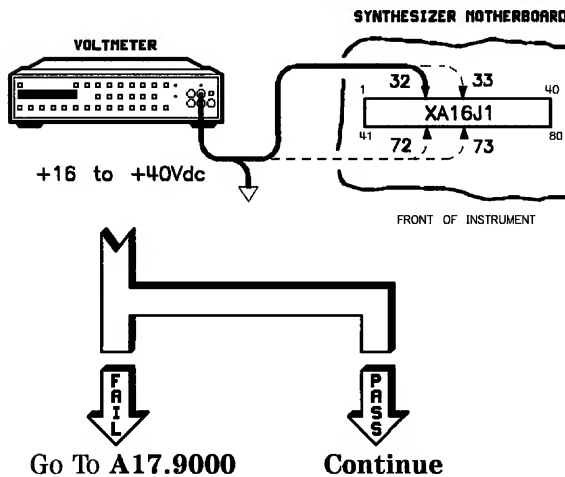 SYNTHESIZER MOTHERBOARD
VOLTMETER
32 33
1 40
XA16J1
41 80
72 73
+16 to +40Vdc
FRONT OF INSTRUMENT
FAIL
PASS
Go To A17.9000
Continue